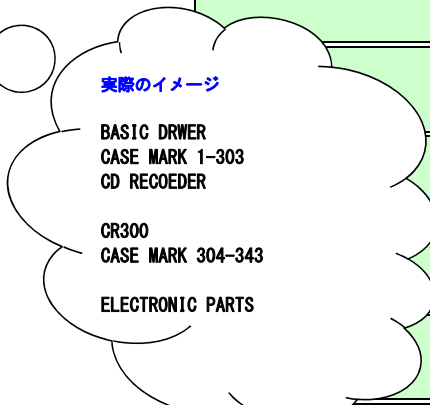 実際のイメージ
BASIC DRWER
CASE MARK 1-303
CD RECOEDER
CR300
CASE MARK 304-343
ELECTRONIC PARTS